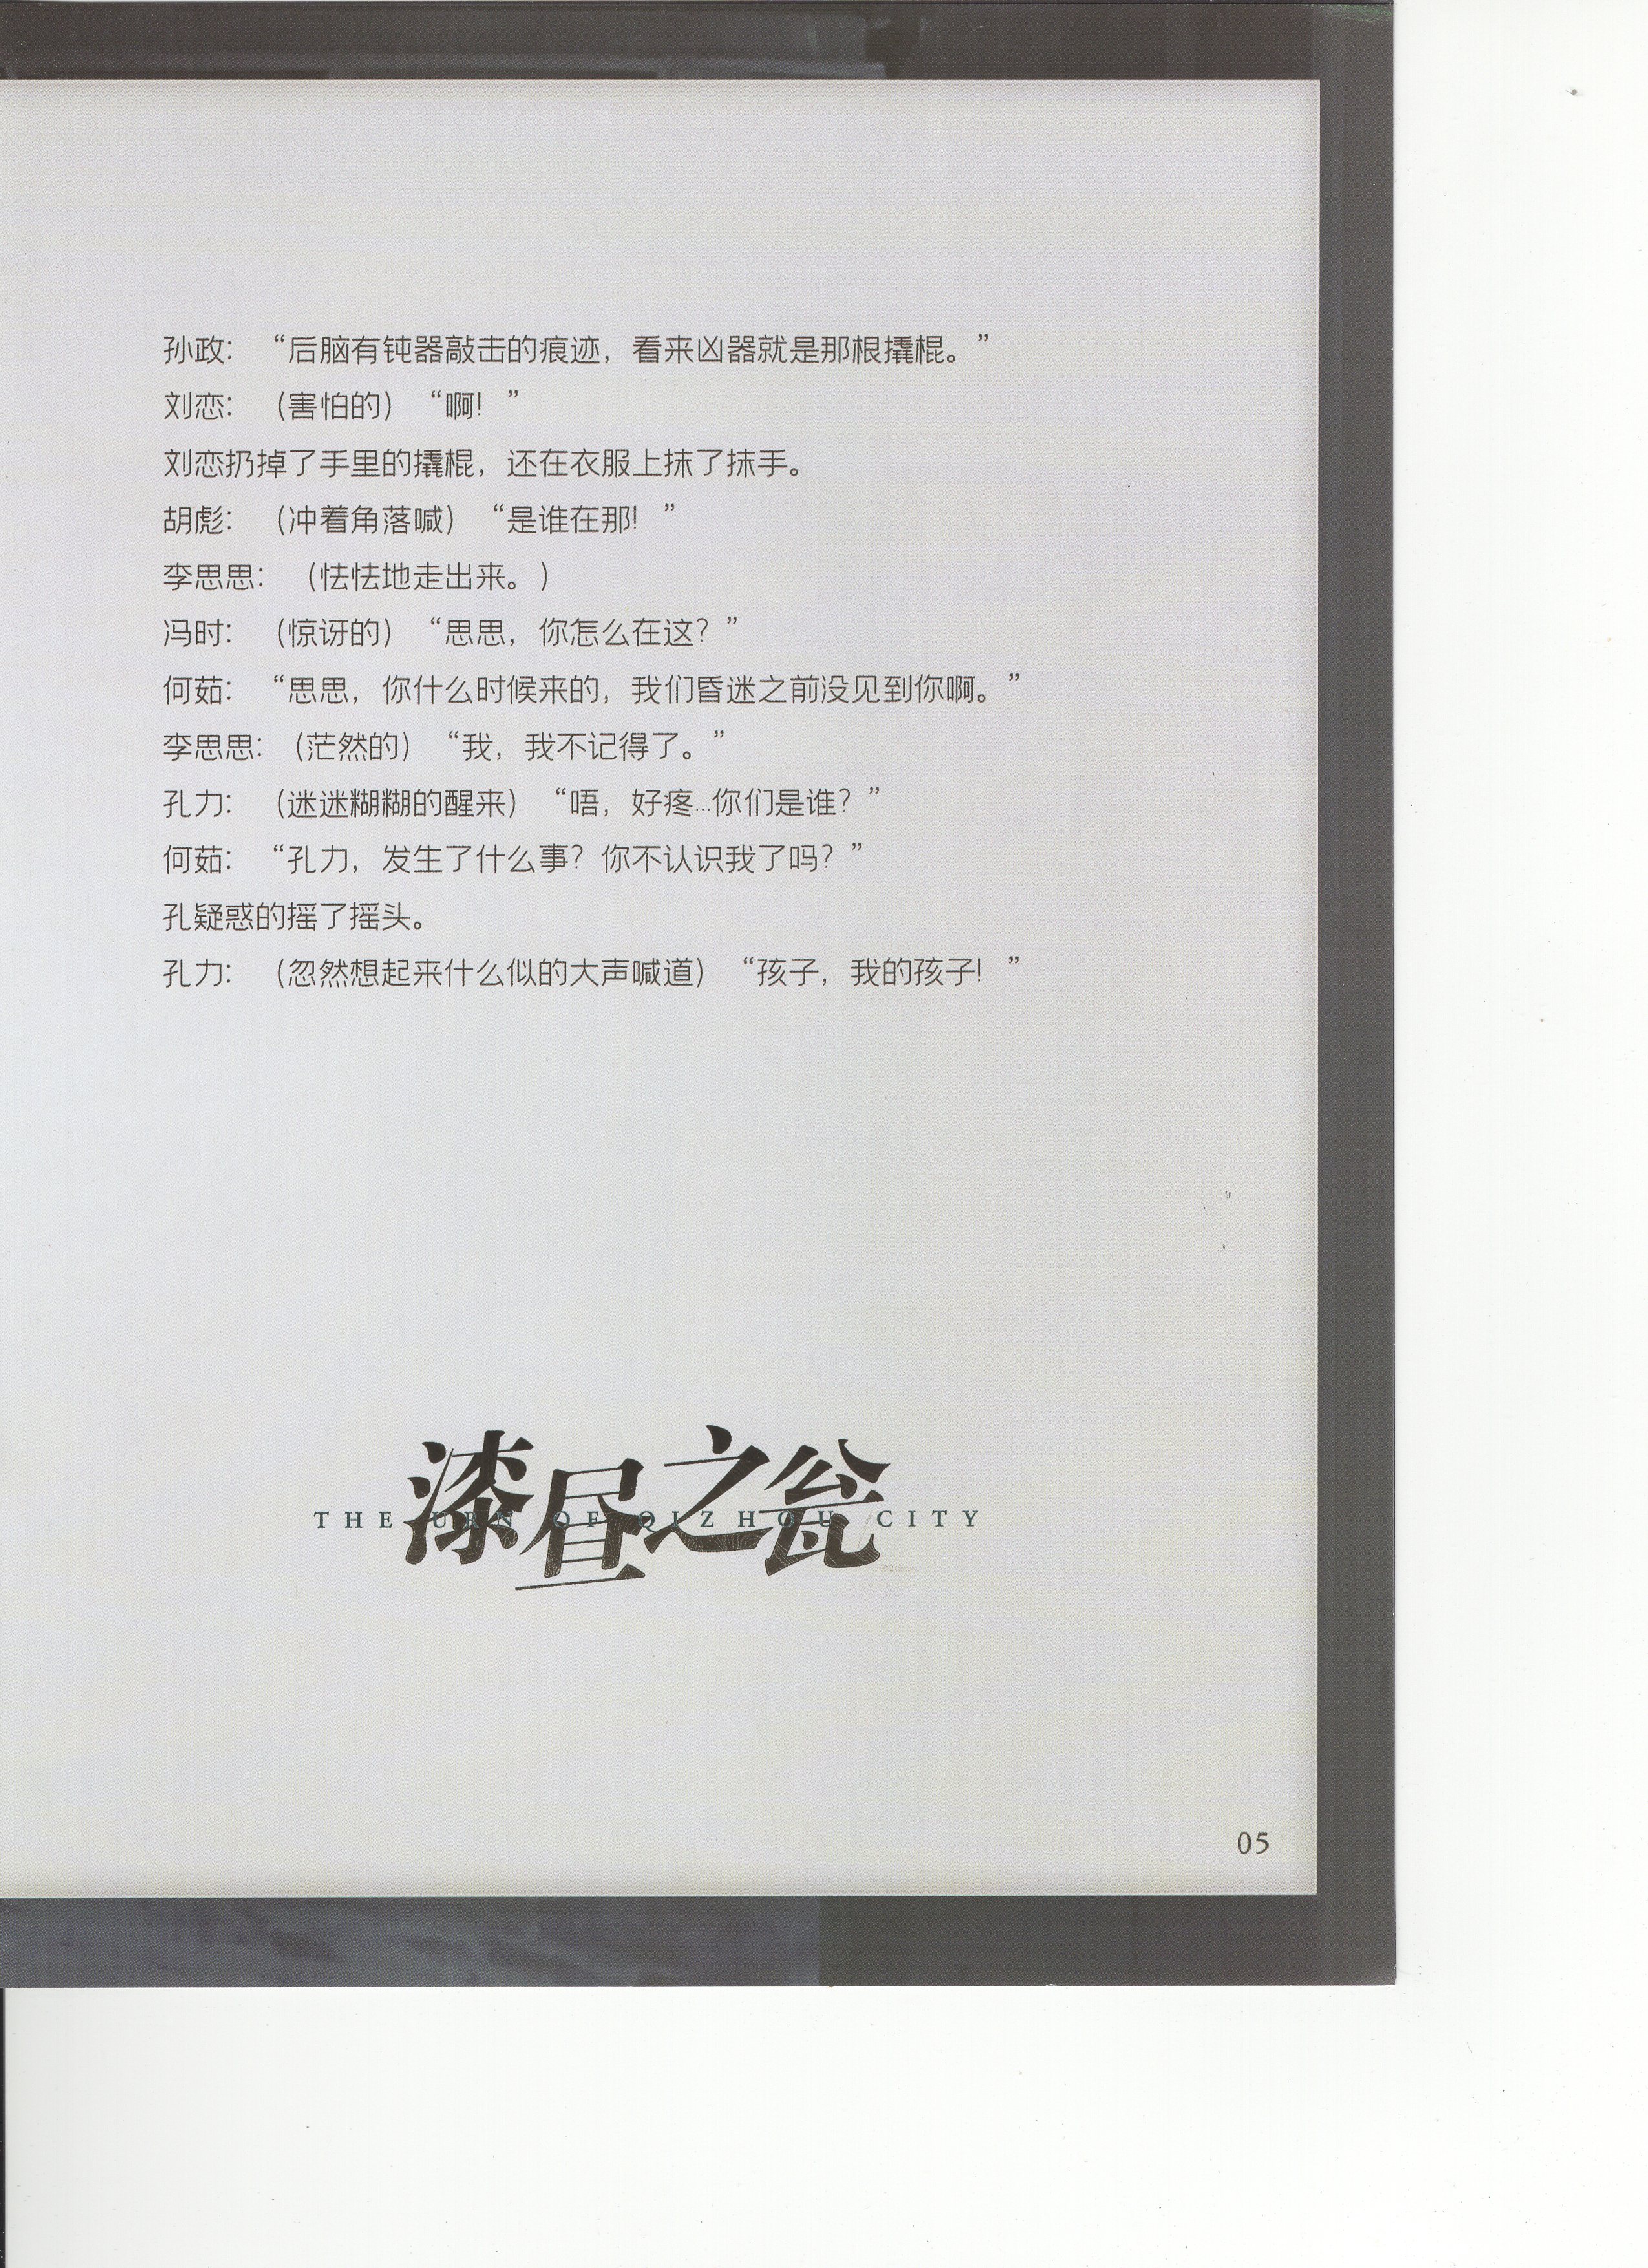 孙政：“后脑有钝器敲击的痕迹，看来凶器就是那根撬棍。”
刘恋：（害怕的）“啊！”
刘恋扔掉了手里的撬棍，还在衣服上抹了抹手。
胡彪：（冲着角落喊）“是谁在那！”
李思思：（怯怯地走出来。）
冯时：（惊讶的）“思思，你怎么在这？”
何茹：“思思，你什么时候来的，我们昏迷之前没见到你啊。”
李思思：（茫然的）“我，我不记得了。”
孔力：（迷迷糊糊的醒来）“唔，好疼...你们是谁？”
何茹：“孔力，发生了什么事？你不认识我了吗？”
孔疑惑的摇了摇头。
孔力：（忽然想起来什么似的大声喊道）“孩子，我的孩子！”
漆昼之瓮
THE URN OF QIZHOU CITY
05